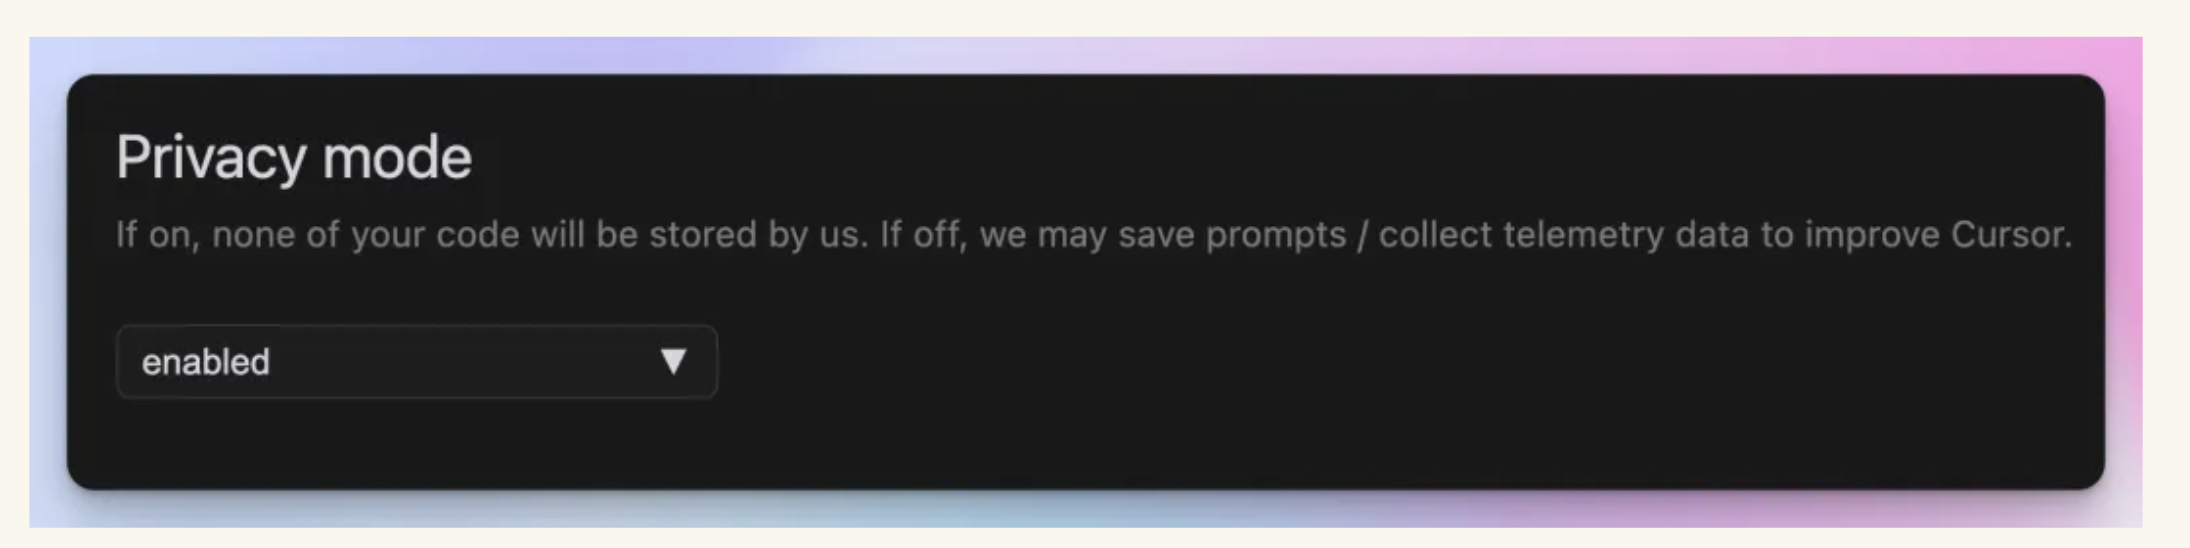 Privacy mode
If on, none of your code will be stored by us. If off, we may save prompts / collect telemetry data to improve Cursor.
enabled